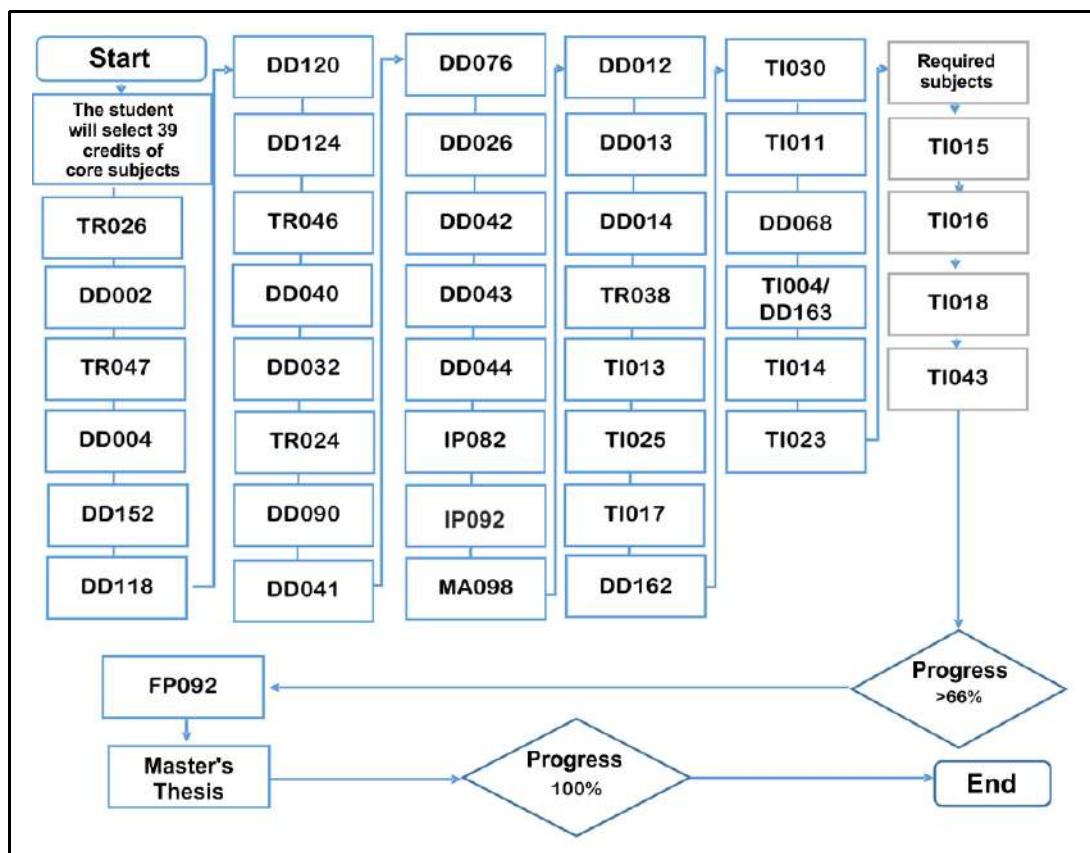 Start
The student
will select 39
credits of
core subjects
TR026
DD002
TR047
DD004
DD152
DD118
DD120
DD124
TR046
DD040
DD032
TR024
DD090
DD041
DD076
DD026
DD042
DD043
DD044
IP082
IP092
MA098
DD012
DD013
DD014
TR038
TI013
TI025
TI017
DD162
TI030
TI011
DD068
TI004/
DD163
TI014
TI023
Required
subjects
TI015
TI016
TI018
TI043
Progress
>66%
FP092
Master's
Thesis
Progress
100%
End